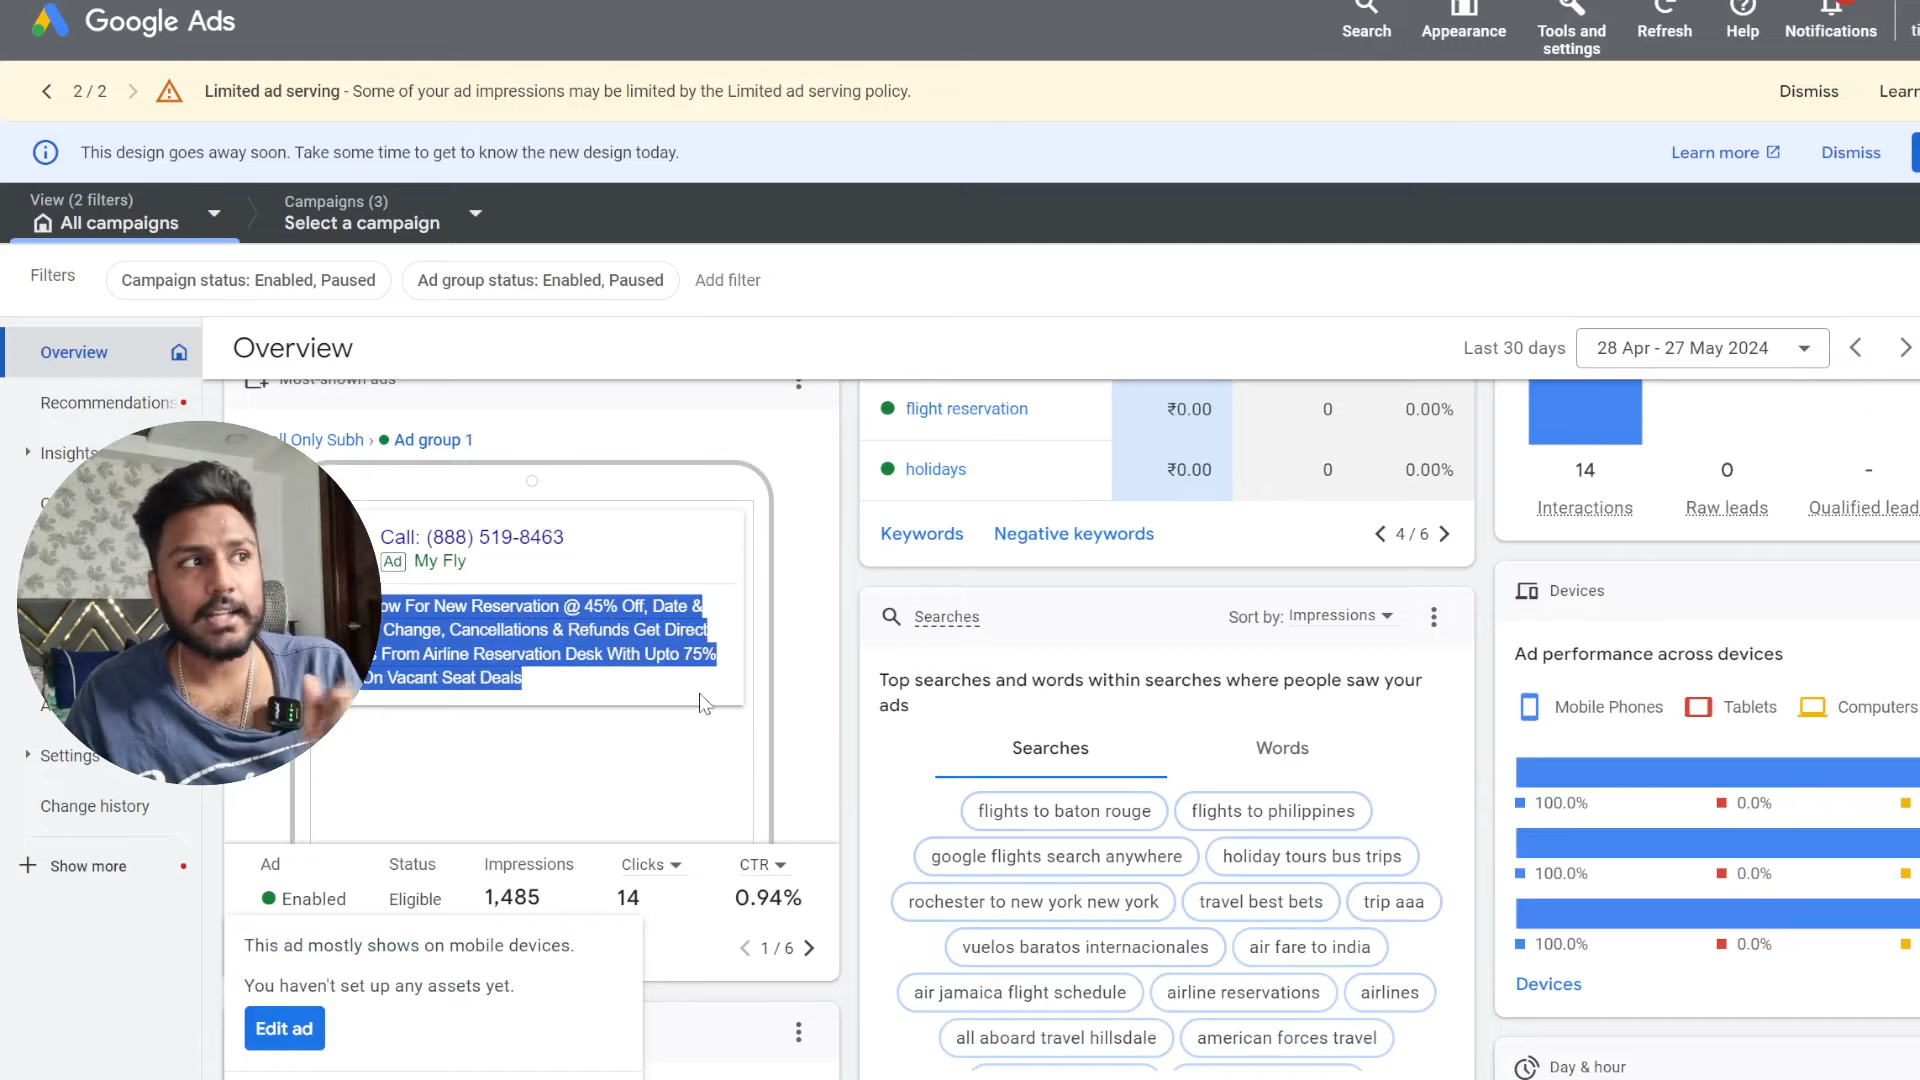 Google Ads
Search
Appearance
Tools and settings
Refresh
Help
Notifications
2 / 2
Limited ad serving - Some of your ad impressions may be limited by the Limited ad serving policy.
Dismiss
Learn
This design goes away soon. Take some time to get to know the new design today.
Learn more
Dismiss
View (2 filters)
All campaigns
Campaigns (3)
Select a campaign
Filters
Campaign status: Enabled, Paused
Ad group status: Enabled, Paused
Add filter
Overview
Recommendations
Insights
Settings
Change history
Show more
Overview
Last 30 days
28 Apr - 27 May 2024
Most-shown ads
Only Subh › Ad group 1
Call: (888) 519-8463
Ad My Fly
For New Reservation @ 45% Off, Date &
Change, Cancellations & Refunds Get Direct
From Airline Reservation Desk With Upto 75%
On Vacant Seat Deals
Ad Status Impressions Clicks CTR
Enabled Eligible 1,485 14 0.94%
This ad mostly shows on mobile devices.
1 / 6
You haven't set up any assets yet.
Edit ad
flight reservation ₹0.00 0 0.00%
holidays ₹0.00 0 0.00%
Keywords Negative keywords 4 / 6
Searches Sort by: Impressions
Top searches and words within searches where people saw your
ads
Searches Words
flights to baton rouge flights to philippines
google flights search anywhere holiday tours bus trips
rochester to new york new york travel best bets trip aaa
vuelos baratos internacionales air fare to india
air jamaica flight schedule airline reservations airlines
all aboard travel hillsdale american forces travel
14 0 -
Interactions Raw leads Qualified lead
Devices
Ad performance across devices
Mobile Phones Tablets Computers
100.0% 0.0%
100.0% 0.0%
100.0% 0.0%
Devices
Day & hour